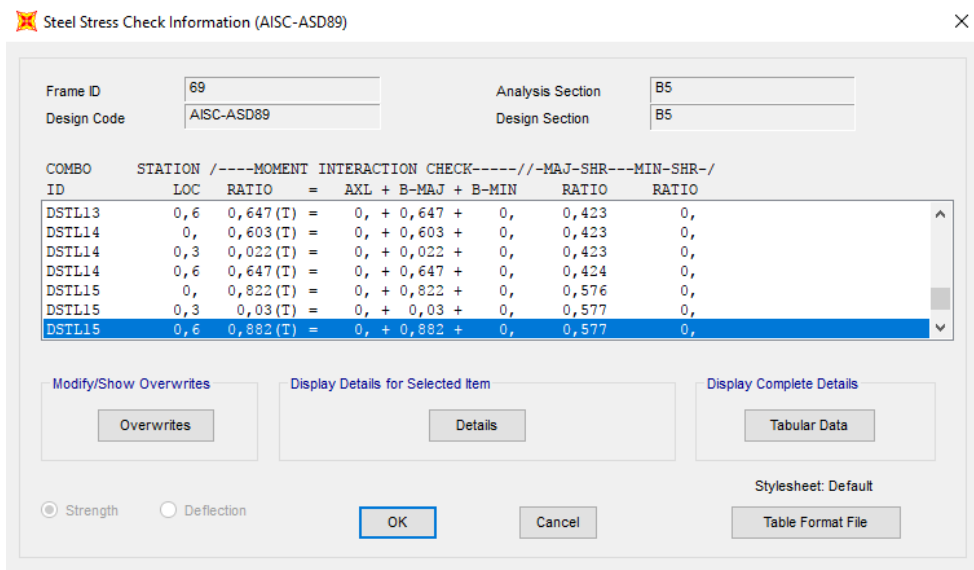 Steel Stress Check Information (AISC-ASD89)
Frame ID 69 Analysis Section B5
Design Code AISC-ASD89 Design Section B5
COMBO STATION /----MOMENT INTERACTION CHECK-----//-MAJ-SHR---MIN-SHR-/
ID LOC RATIO = AXL + B-MAJ + B-MIN RATIO RATIO
DSTL13 0,6 0,647(T) = 0, + 0,647 + 0, 0,423 0,
DSTL14 0, 0,603(T) = 0, + 0,603 + 0, 0,423 0,
DSTL14 0,3 0,022(T) = 0, + 0,022 + 0, 0,423 0,
DSTL14 0,6 0,647(T) = 0, + 0,647 + 0, 0,424 0,
DSTL15 0, 0,822(T) = 0, + 0,822 + 0, 0,576 0,
DSTL15 0,3 0,03(T) = 0, + 0,03 + 0, 0,577 0,
DSTL15 0,6 0,882(T) = 0, + 0,882 + 0, 0,577 0,
Modify/Show Overwrites Display Details for Selected Item Display Complete Details
Overwrites Details Tabular Data
Stylesheet: Default
Strength Deflection OK Cancel Table Format File